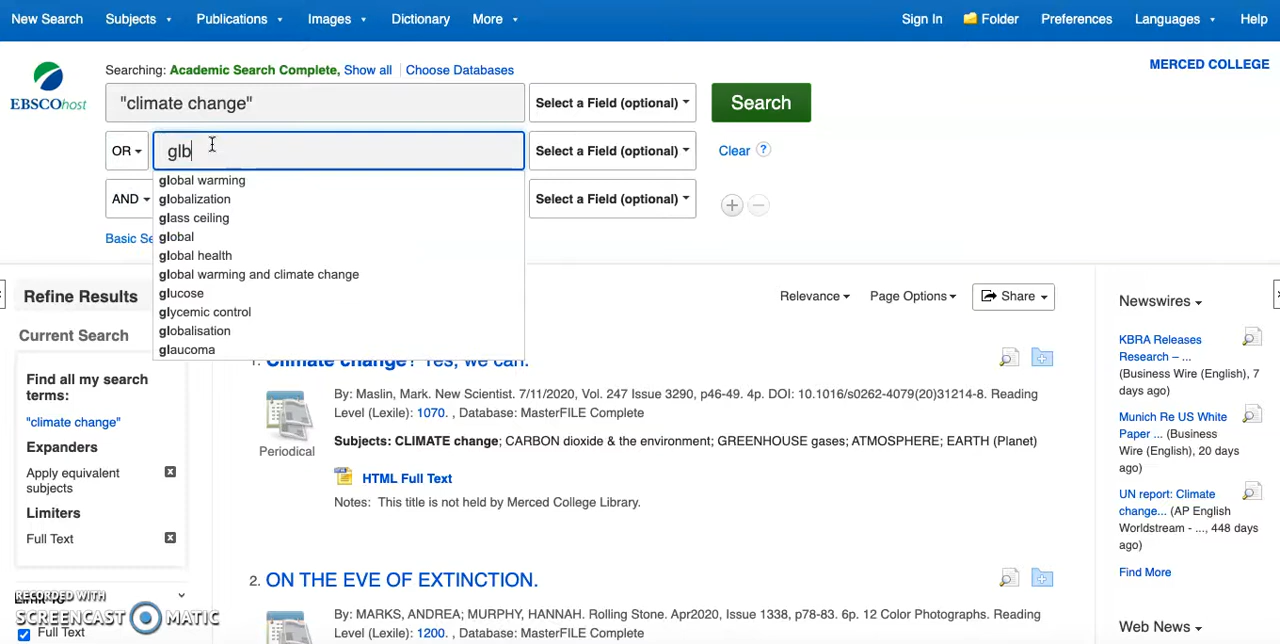 New Search Subjects Publications Images Dictionary More Sign In Folder Preferences Languages Help
Searching: Academic Search Complete, Show all Choose Databases
MERCED COLLEGE
EBSCOhost
"climate change" Select a Field (optional) Search
OR glb Select a Field (optional) Clear ?
AND Select a Field (optional)
Basic Se
global warming
globalization
glass ceiling
global
global health
global warming and climate change
glucose
glycemic control
globalisation
glaucoma
Refine Results
Current Search
Find all my search
terms:
"climate change"
Expanders
Apply equivalent
subjects
Limiters
Full Text
RECORDED WITH
SCREENCAST MATIC
Full Text
Relevance Page Options Share
1. Climate change? Yes, we can.
By: Maslin, Mark. New Scientist. 7/11/2020, Vol. 247 Issue 3290, p46-49. 4p. DOI: 10.1016/s0262-4079(20)31214-8. Reading
Level (Lexile): 1070. , Database: MasterFILE Complete
Periodical
Subjects: CLIMATE change; CARBON dioxide & the environment; GREENHOUSE gases; ATMOSPHERE; EARTH (Planet)
HTML Full Text
Notes: This title is not held by Merced College Library.
2. ON THE EVE OF EXTINCTION.
By: MARKS, ANDREA; MURPHY, HANNAH. Rolling Stone. Apr2020, Issue 1338, p78-83. 6p. 12 Color Photographs. Reading
Level (Lexile): 1200. , Database: MasterFILE Complete
Newswires
KBRA Releases
Research – ...
(Business Wire (English), 7
days ago)
Munich Re US White
Paper ... (Business
Wire (English), 20 days
ago)
UN report: Climate
change... (AP English
Worldstream - ..., 448 days
ago)
Find More
Web News